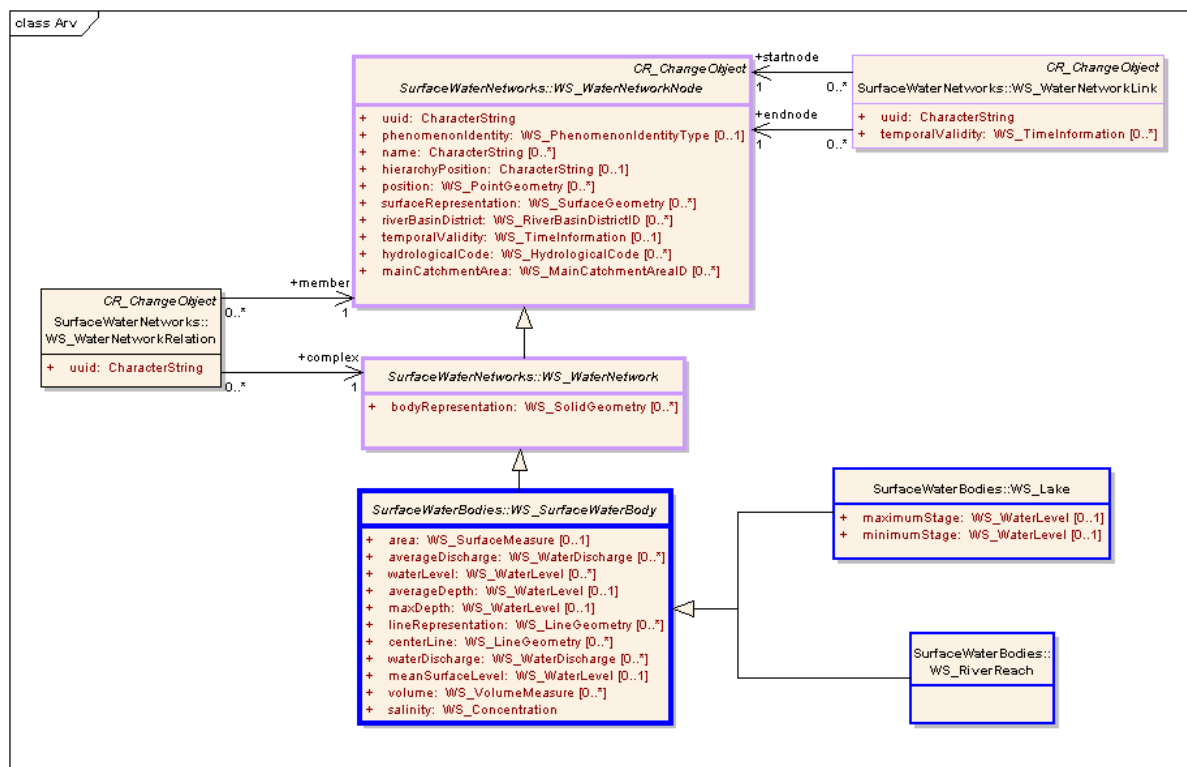 class Arv
CR_ChangeObject
SurfaceWaterNetworks::WS_WaterNetworkNode
+ uuid: CharacterString
+ phenomenonIdentity: WS_PhenomenonIdentityType [0..1]
+ name: CharacterString [0..*]
+ hierarchyPosition: CharacterString [0..1]
+ position: WS_PointGeometry [0..*]
+ surfaceRepresentation: WS_SurfaceGeometry [0..*]
+ riverBasinDistrict: WS_RiverBasinDistrictID [0..*]
+ temporalValidity: WS_TimeInformation [0..1]
+ hydrologicalCode: WS_HydrologicalCode [0..*]
+ mainCatchmentArea: WS_MainCatchmentAreaID [0..*]
+startnode
1
0..*
+endnode
1
0..*
CR_ChangeObject
SurfaceWaterNetworks::WS_WaterNetworkLink
+ uuid: CharacterString
+ temporalValidity: WS_TimeInformation [0..*]
CR_ChangeObject
SurfaceWaterNetworks::
WS_WaterNetworkRelation
+ uuid: CharacterString
+member
0..*
1
+complex
0..*
1
SurfaceWaterNetworks::WS_WaterNetwork
+ bodyRepresentation: WS_SolidGeometry [0..*]
SurfaceWaterBodies::WS_SurfaceWaterBody
+ area: WS_SurfaceMeasure [0..1]
+ averageDischarge: WS_WaterDischarge [0..*]
+ waterLevel: WS_WaterLevel [0..*]
+ averageDepth: WS_WaterLevel [0..1]
+ maxDepth: WS_WaterLevel [0..1]
+ lineRepresentation: WS_LineGeometry [0..*]
+ centerLine: WS_LineGeometry [0..*]
+ waterDischarge: WS_WaterDischarge [0..*]
+ meanSurfaceLevel: WS_WaterLevel [0..1]
+ volume: WS_VolumeMeasure [0..*]
+ salinity: WS_Concentration
SurfaceWaterBodies::WS_Lake
+ maximumStage: WS_WaterLevel [0..1]
+ minimumStage: WS_WaterLevel [0..1]
SurfaceWaterBodies::
WS_RiverReach